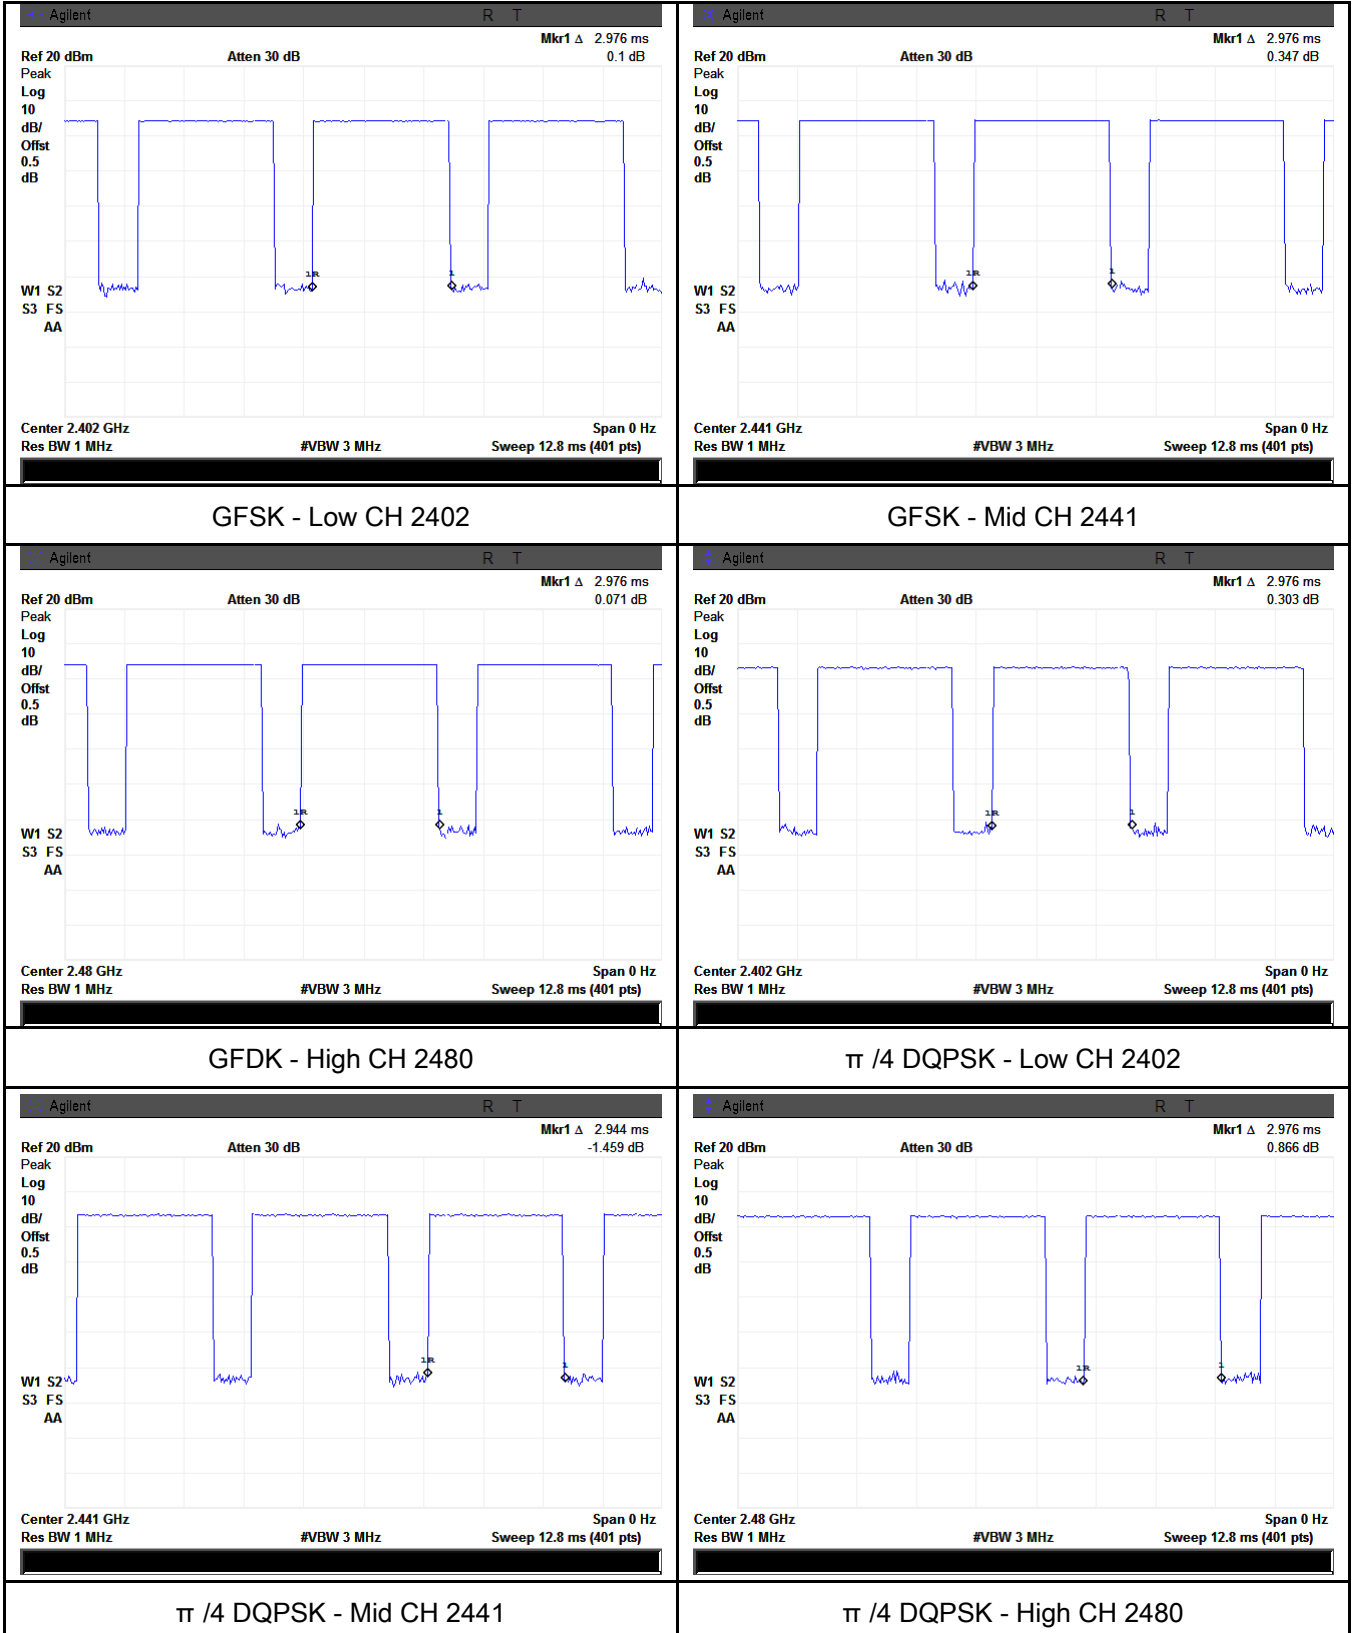 Agilent R T
Mkr1 Δ 2.976 ms
Ref 20 dBm Atten 30 dB 0.1 dB
Peak
Log
10
dB/
Offst
0.5
dB
1R 1
W1 S2
S3 FS
AA
Center 2.402 GHz Span 0 Hz
Res BW 1 MHz #VBW 3 MHz Sweep 12.8 ms (401 pts)
GFSK - Low CH 2402
Agilent R T
Mkr1 Δ 2.976 ms
Ref 20 dBm Atten 30 dB 0.347 dB
Peak
Log
10
dB/
Offst
0.5
dB
1R 1
W1 S2
S3 FS
AA
Center 2.441 GHz Span 0 Hz
Res BW 1 MHz #VBW 3 MHz Sweep 12.8 ms (401 pts)
GFSK - Mid CH 2441
Agilent R T
Mkr1 Δ 2.976 ms
Ref 20 dBm Atten 30 dB 0.071 dB
Peak
Log
10
dB/
Offst
0.5
dB
1R 1
W1 S2
S3 FS
AA
Center 2.48 GHz Span 0 Hz
Res BW 1 MHz #VBW 3 MHz Sweep 12.8 ms (401 pts)
GFDK - High CH 2480
Agilent R T
Mkr1 Δ 2.976 ms
Ref 20 dBm Atten 30 dB 0.303 dB
Peak
Log
10
dB/
Offst
0.5
dB
1R 1
W1 S2
S3 FS
AA
Center 2.402 GHz Span 0 Hz
Res BW 1 MHz #VBW 3 MHz Sweep 12.8 ms (401 pts)
π /4 DQPSK - Low CH 2402
Agilent R T
Mkr1 Δ 2.944 ms
Ref 20 dBm Atten 30 dB -1.459 dB
Peak
Log
10
dB/
Offst
0.5
dB
1R 1
W1 S2
S3 FS
AA
Center 2.441 GHz Span 0 Hz
Res BW 1 MHz #VBW 3 MHz Sweep 12.8 ms (401 pts)
π /4 DQPSK - Mid CH 2441
Agilent R T
Mkr1 Δ 2.976 ms
Ref 20 dBm Atten 30 dB 0.866 dB
Peak
Log
10
dB/
Offst
0.5
dB
1R 1
W1 S2
S3 FS
AA
Center 2.48 GHz Span 0 Hz
Res BW 1 MHz #VBW 3 MHz Sweep 12.8 ms (401 pts)
π /4 DQPSK - High CH 2480